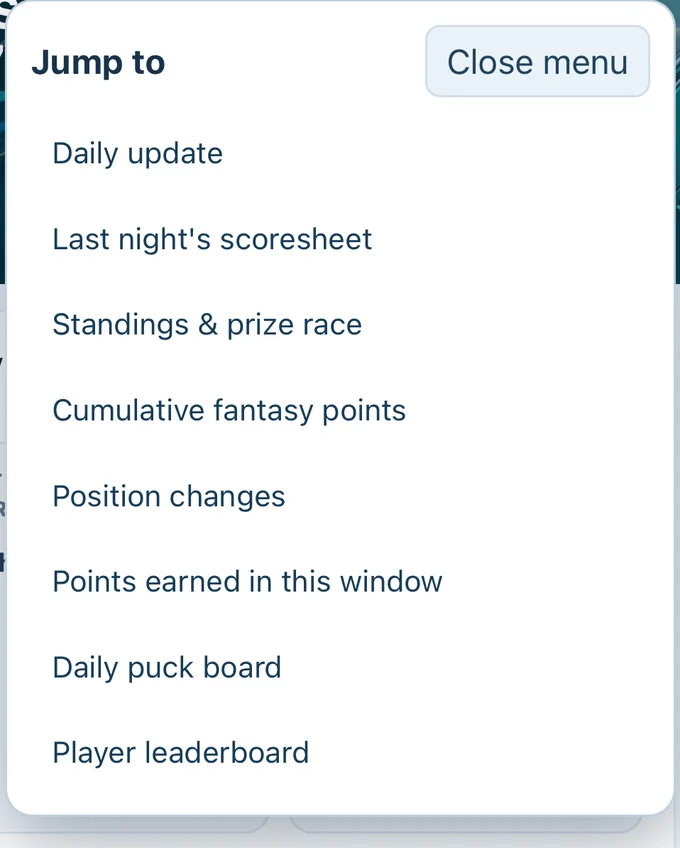 Jump to
Close menu
Daily update
Last night's scoresheet
Standings & prize race
Cumulative fantasy points
Position changes
Points earned in this window
Daily puck board
Player leaderboard